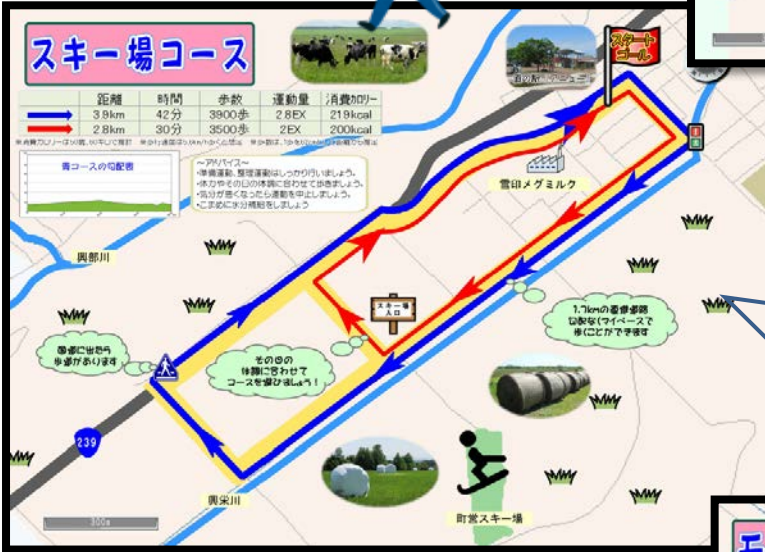 スキー場コース
距離 時間 歩数 運動量 消費カロリー
3.9km 42分 3900歩 2.8EX 219kcal
2.8km 30分 3500歩 2EX 200kcal
青コースの勾配表
~アドバイス~
・準備運動、整理運動はしっかり行いましょう。
・体力やその日の体調に合わせて歩きましょう。
・気分が悪くなったら運動を中止しましょう。
・こまめに水分補給をしましょう
スタート
ゴール
雪印メグミルク
興部川
スキー場
入口
1.7kmの直進道路
勾配なくマイペースで
歩くことができます
国道に出たら
歩道があります
その日の
体調に合わせて
コースを選びましょう!
239
興栄川
町営スキー場
300m